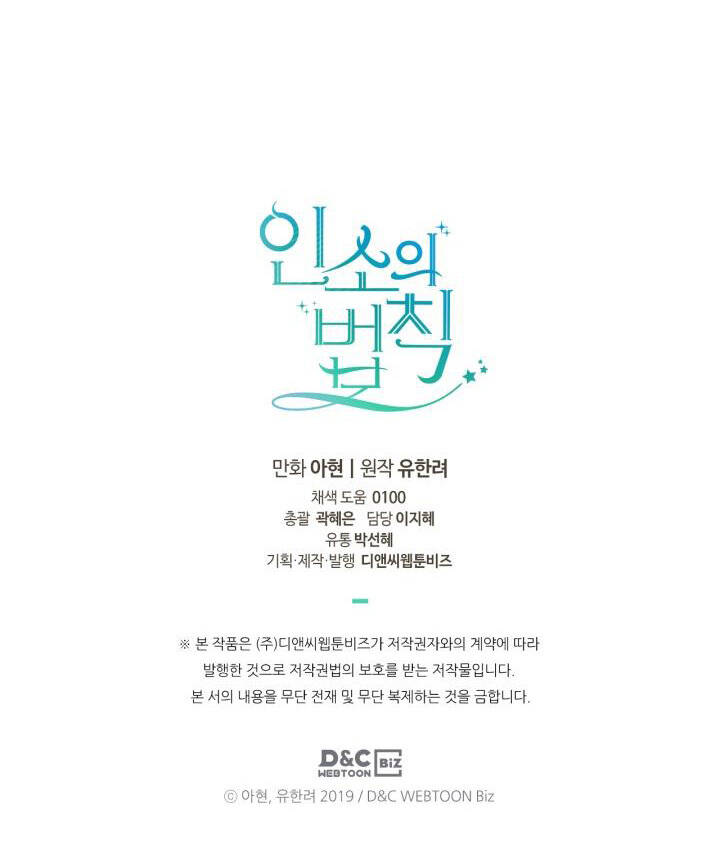 인소의
법칙
만화 아현 | 원작 유한려
채색 도움 0100
총괄 곽혜은 담당 이지혜
유통 박선혜
기획·제작·발행 디앤씨웹툰비즈
※ 본 작품은 (주)디앤씨웹툰비즈가 저작권자와의 계약에 따라
발행한 것으로 저작권법의 보호를 받는 저작물입니다.
본 서의 내용을 무단 전재 및 무단 복제하는 것을 금합니다.
D&C
WEBTOON BiZ
ⓒ 아현, 유한려 2019 / D&C WEBTOON Biz